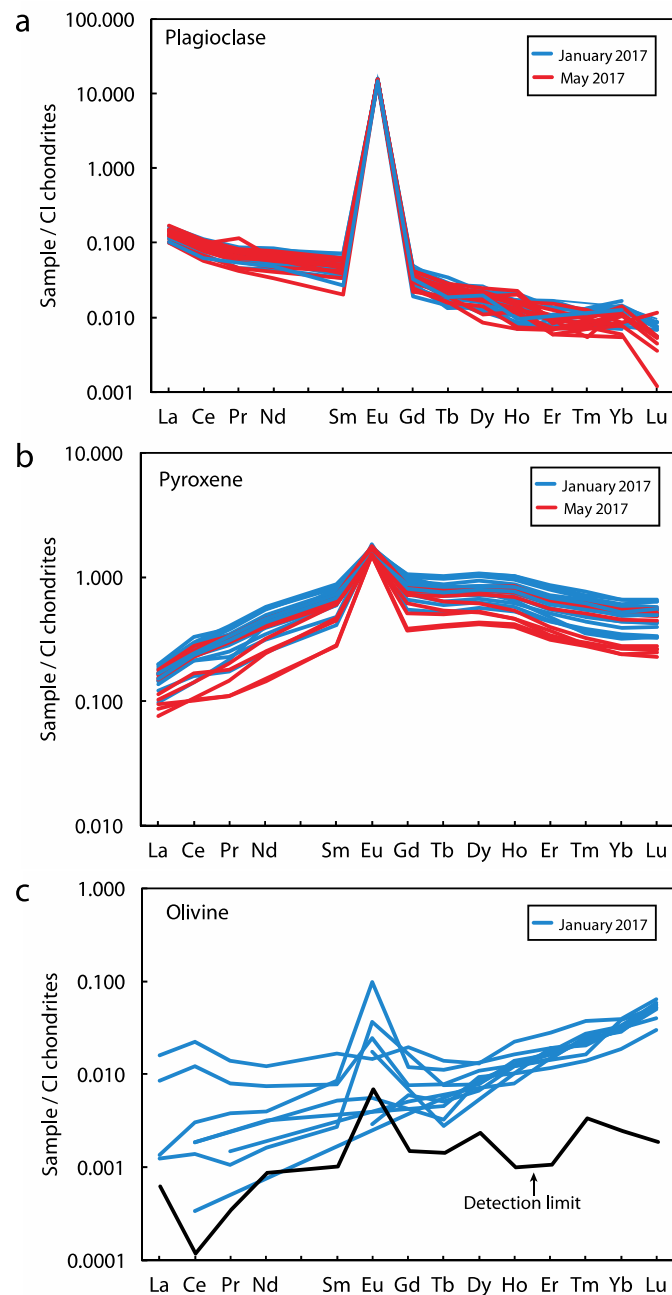 a
100.000
Plagioclase
January 2017
May 2017
10.000
1.000
0.100
0.010
0.001
Sample / CI chondrites
La Ce Pr Nd Sm Eu Gd Tb Dy Ho Er Tm Yb Lu
b
10.000
Pyroxene
January 2017
May 2017
1.000
0.100
0.010
Sample / CI chondrites
La Ce Pr Nd Sm Eu Gd Tb Dy Ho Er Tm Yb Lu
c
1.000
Olivine
January 2017
0.100
0.010
0.001
0.0001
Sample / CI chondrites
Detection limit
La Ce Pr Nd Sm Eu Gd Tb Dy Ho Er Tm Yb Lu